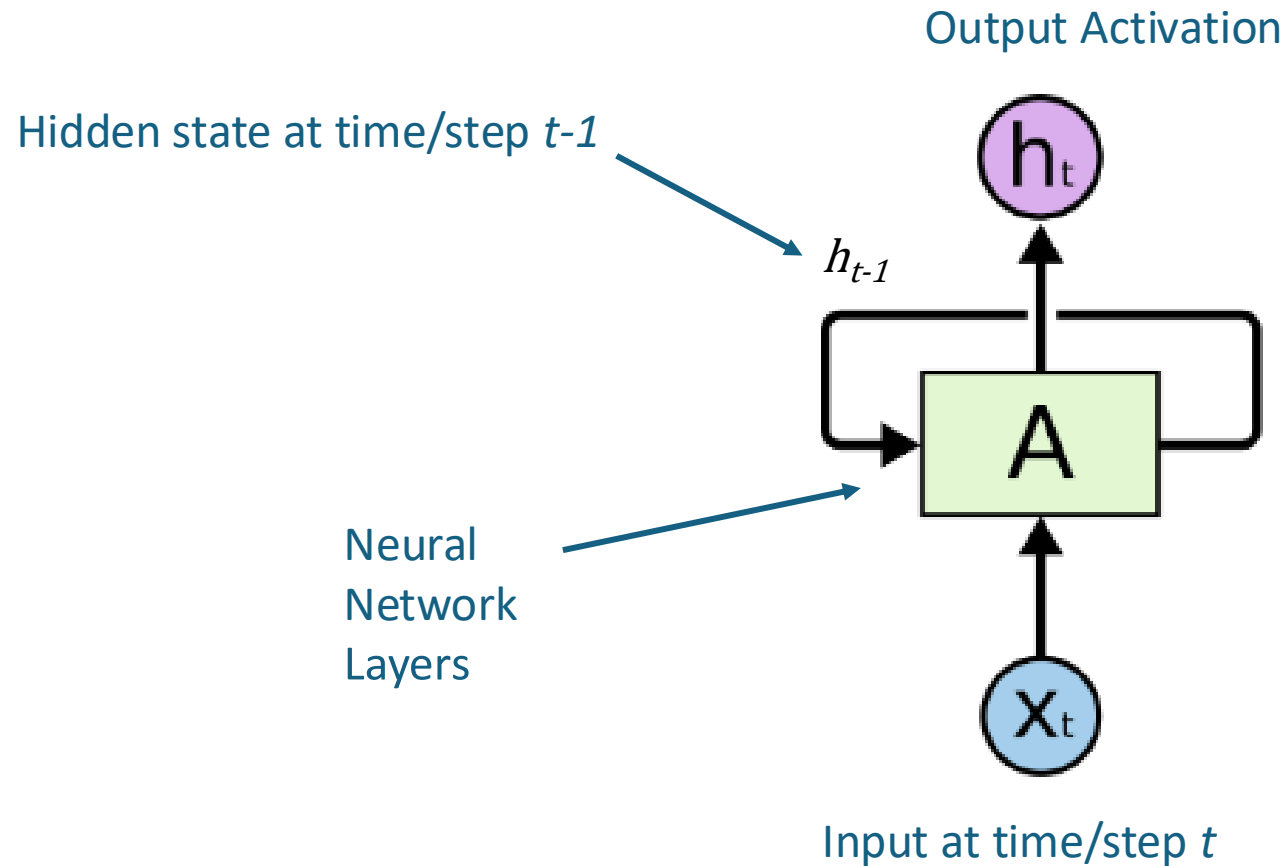 Output Activation
Hidden state at time/step t-1
hₜ
hₜ₋₁
A
Neural
Network
Layers
xₜ
Input at time/step t